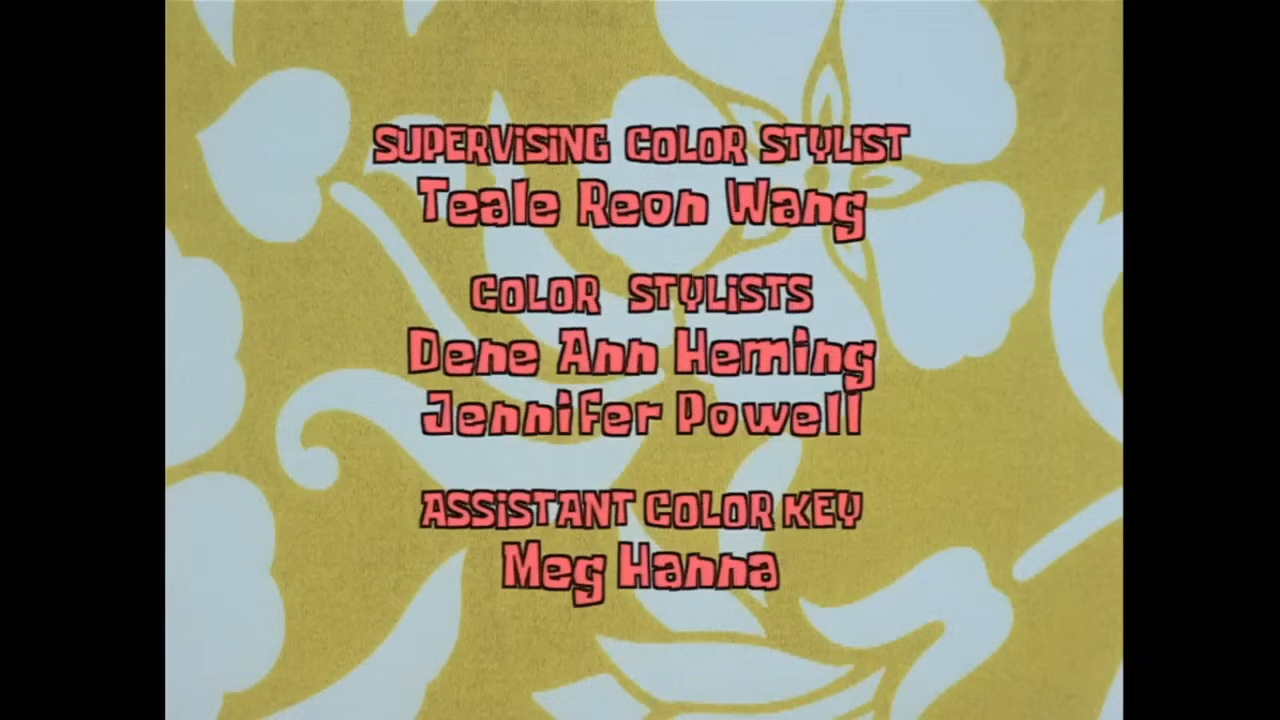 SUPERVISING COLOR STYLIST
Teale Reon Wang
COLOR STYLISTS
Dene Ann Heming
Jennifer Powell
ASSISTANT COLOR KEY
Meg Hanna